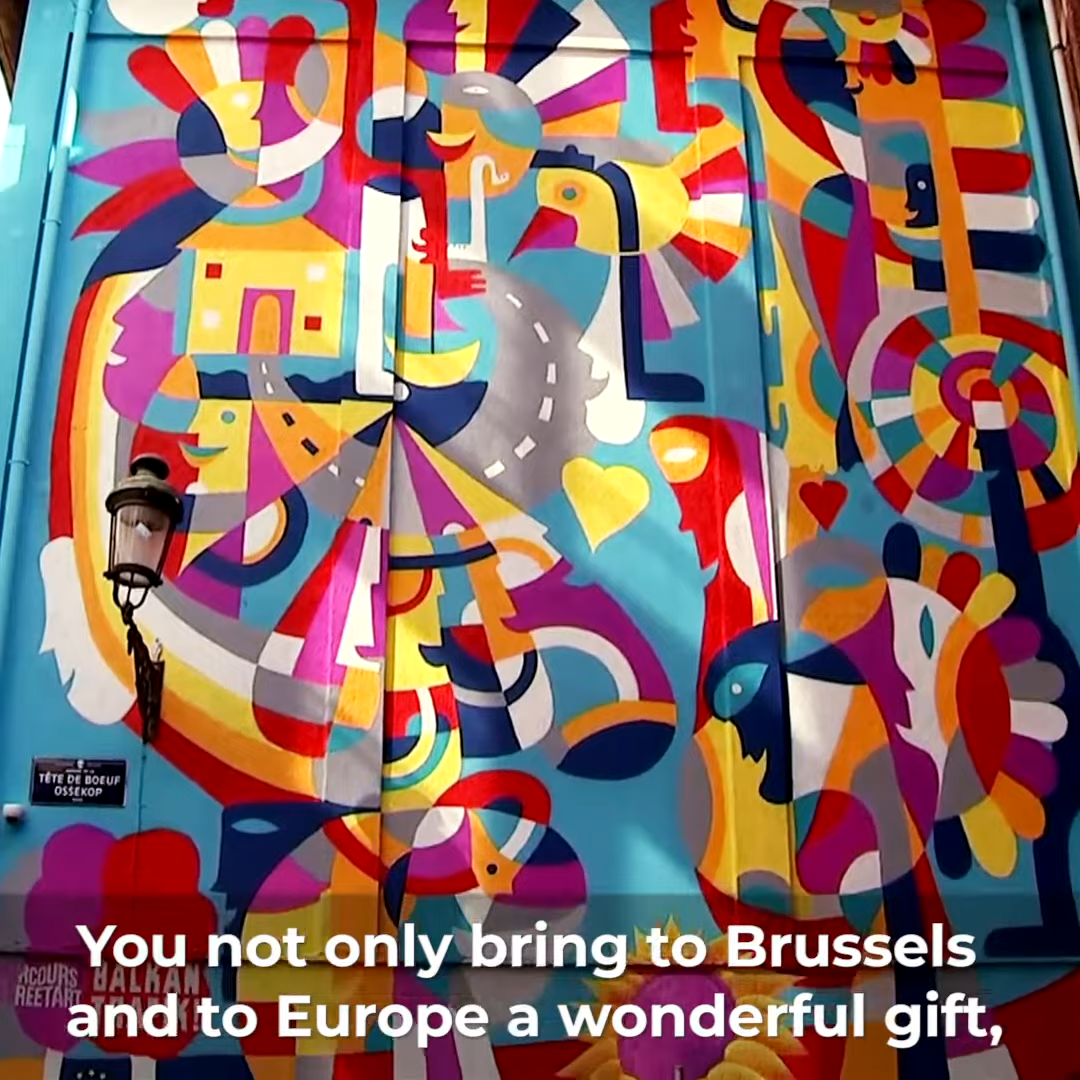 TÊTE DE BOEUF
OSSEKOP
You not only bring to Brussels
and to Europe a wonderful gift,
BALKAN